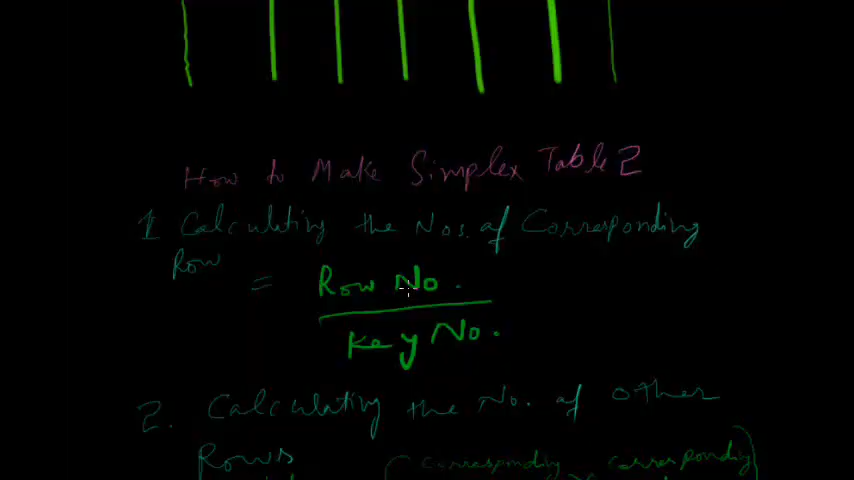 How to Make Simplex Table 2
1 Calculating the Nos. of Corresponding
Row
= Row No.
Key No.
2. Calculating the No. of other
Rows
(corresponding corresponding)